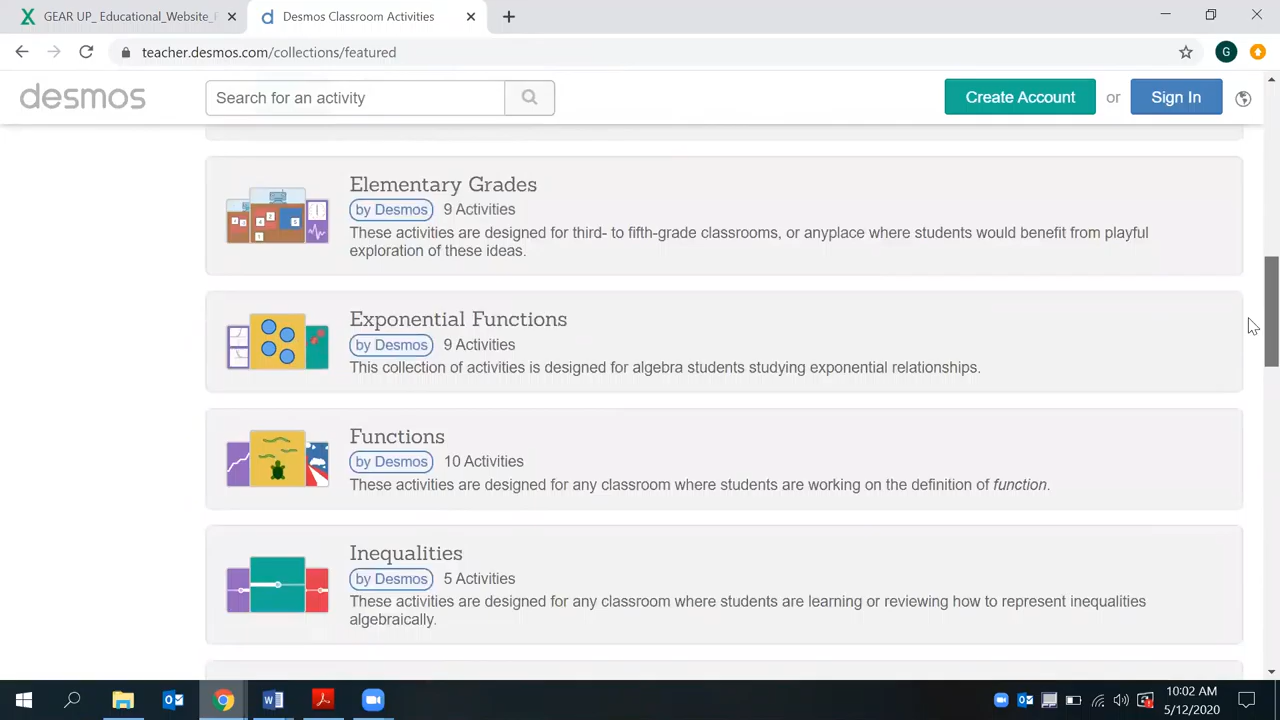 GEAR UP_ Educational_Website_F
Desmos Classroom Activities
teacher.desmos.com/collections/featured
G
desmos
Search for an activity
Create Account or Sign In
Elementary Grades
by Desmos 9 Activities
These activities are designed for third- to fifth-grade classrooms, or anyplace where students would benefit from playful
exploration of these ideas.
Exponential Functions
by Desmos 9 Activities
This collection of activities is designed for algebra students studying exponential relationships.
Functions
by Desmos 10 Activities
These activities are designed for any classroom where students are working on the definition of function.
Inequalities
by Desmos 5 Activities
These activities are designed for any classroom where students are learning or reviewing how to represent inequalities
algebraically.
10:02 AM
5/12/2020